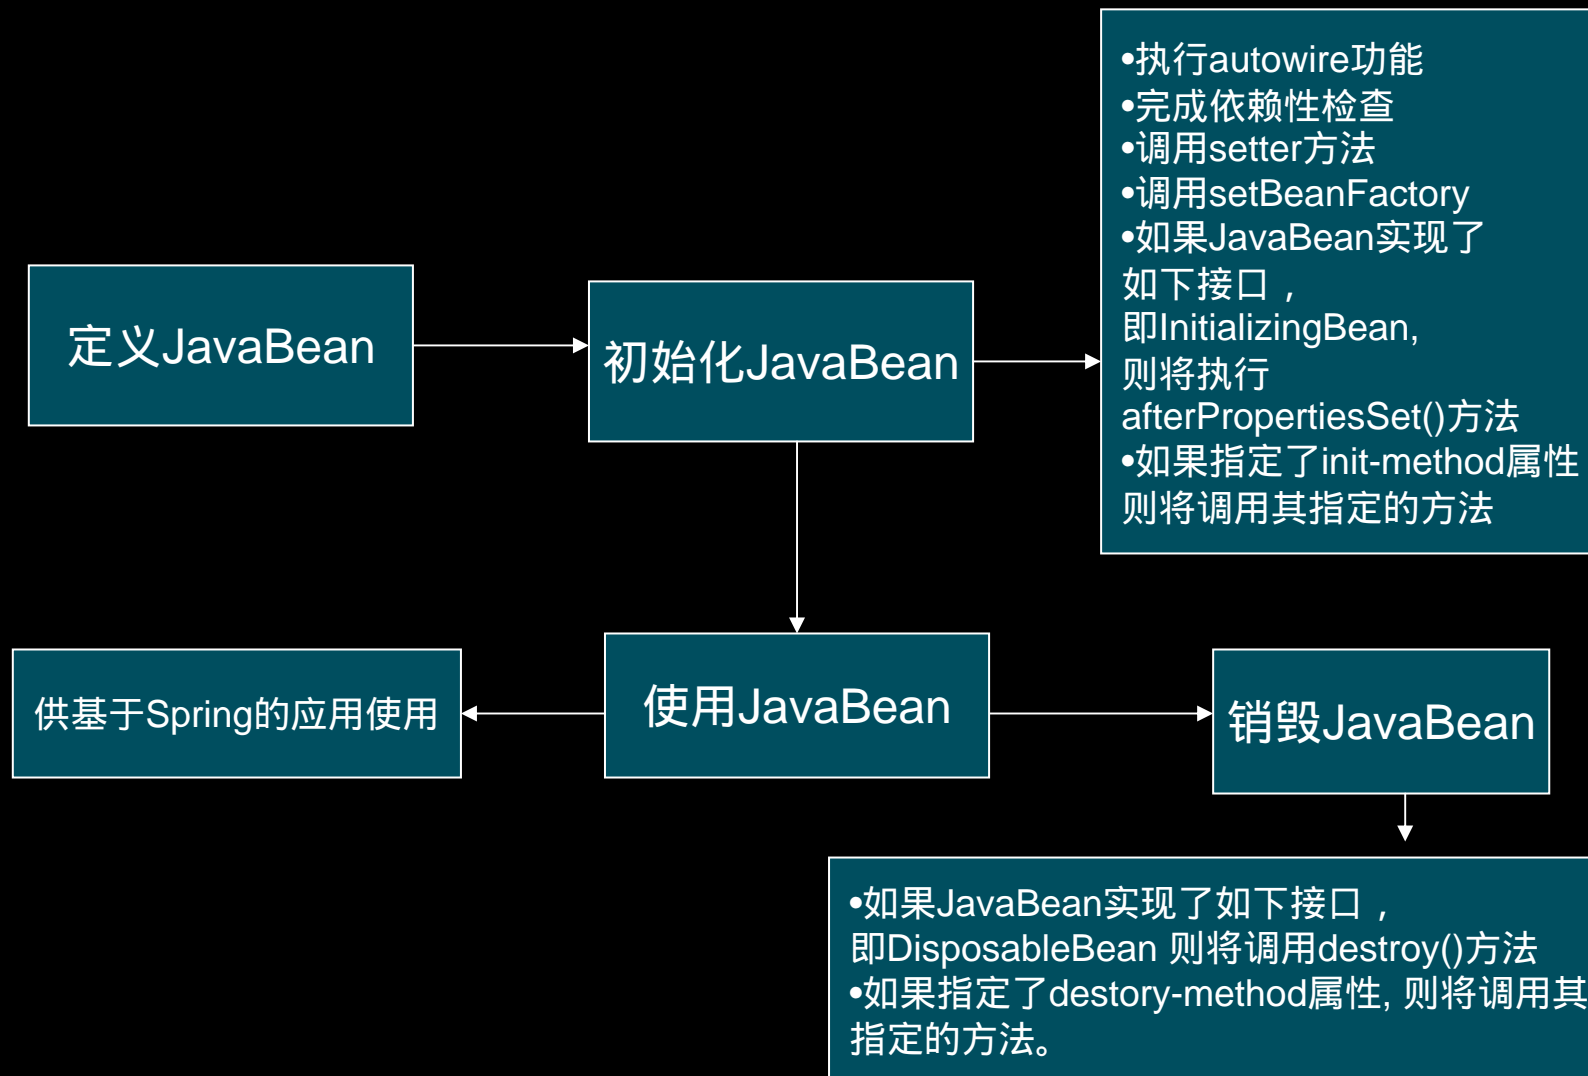 定义JavaBean
初始化JavaBean
•执行autowire功能
•完成依赖性检查
•调用setter方法
•调用setBeanFactory
•如果JavaBean实现了
如下接口，
即InitializingBean,
则将执行
afterPropertiesSet()方法
•如果指定了init-method属性
则将调用其指定的方法
供基于Spring的应用使用
使用JavaBean
销毁JavaBean
•如果JavaBean实现了如下接口，
即DisposableBean 则将调用destroy()方法
•如果指定了destory-method属性, 则将调用其
指定的方法。